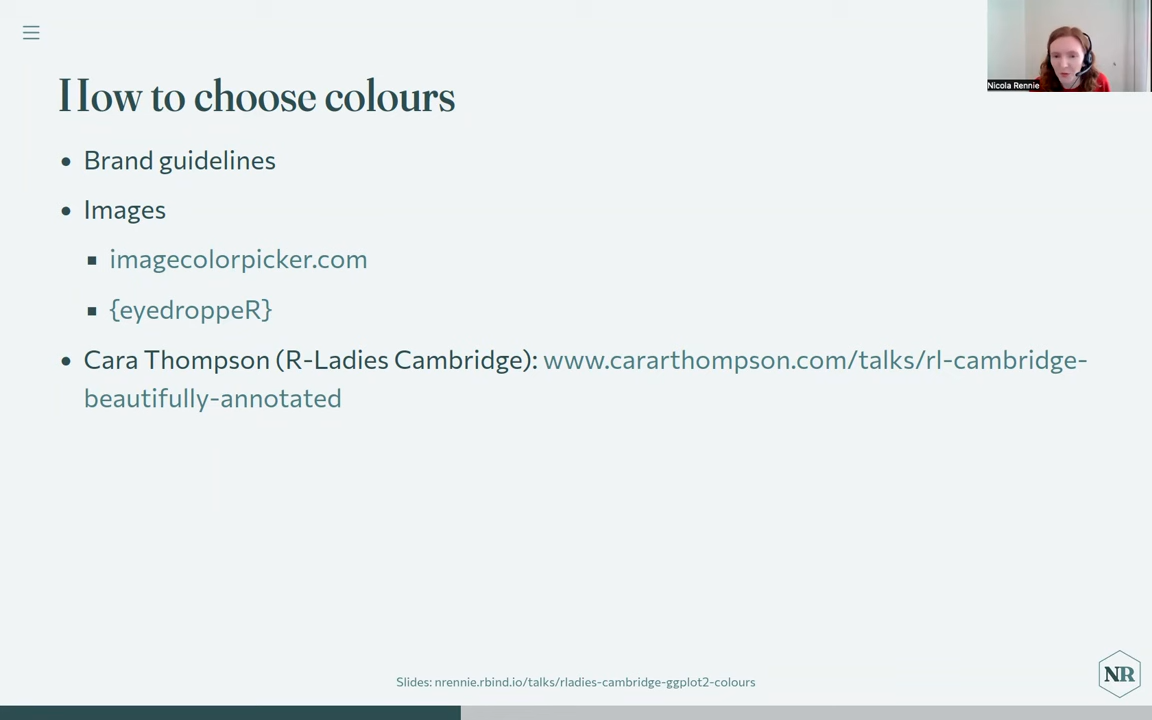 How to choose colours
Nicola Rennie
Brand guidelines
Images
imagecolorpicker.com
{eyedroppeR}
Cara Thompson (R-Ladies Cambridge): www.cararthompson.com/talks/rl-cambridge-
beautifully-annotated
Slides: nrennie.rbind.io/talks/rladies-cambridge-ggplot2-colours
NR